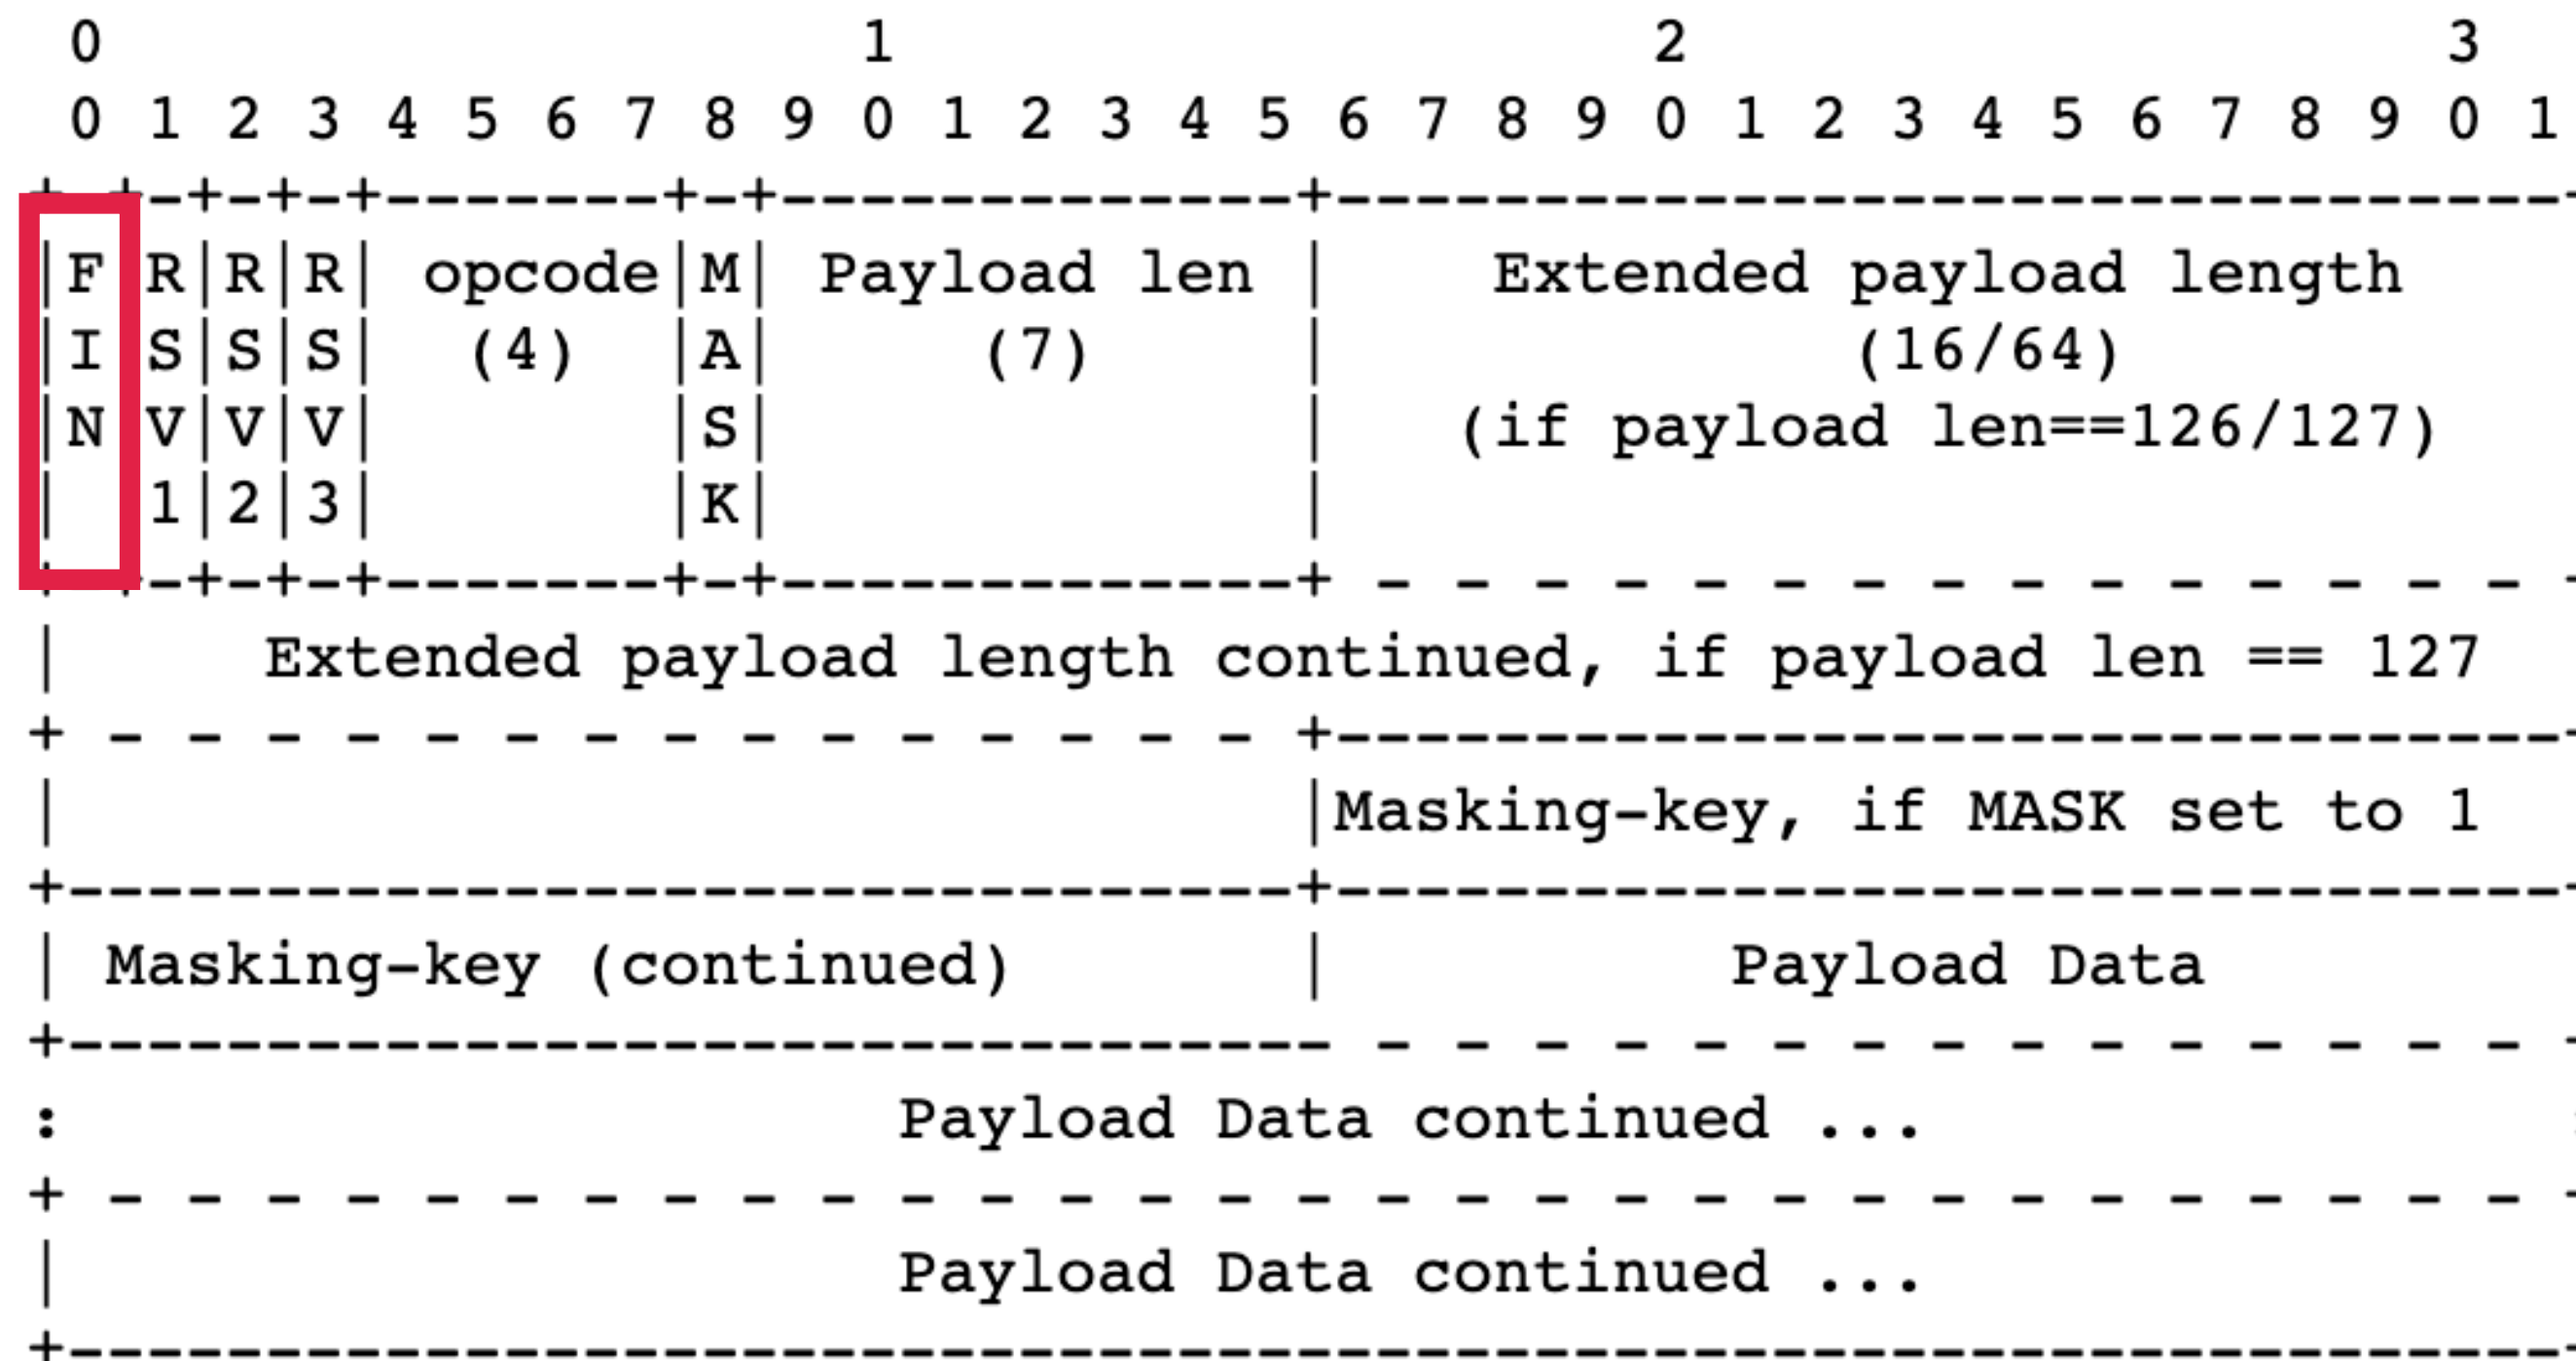 0                   1                   2                   3
 0 1 2 3 4 5 6 7 8 9 0 1 2 3 4 5 6 7 8 9 0 1 2 3 4 5 6 7 8 9 0 1
+ +-+-+-+-------+-+-------------+-------------------------------
|F R|R|R| opcode|M| Payload len |    Extended payload length
|I S|S|S|  (4)  |A|     (7)     |             (16/64)
|N V|V|V|       |S|             |   (if payload len==126/127)
|  1|2|3|       |K|             |
+ +-+-+-+-------+-+-------------+ - - - - - - - - - - - - - - -
|     Extended payload length continued, if payload len == 127
+ - - - - - - - - - - - - - - - +-------------------------------
|                               |Masking-key, if MASK set to 1
+-------------------------------+-------------------------------
| Masking-key (continued)       |          Payload Data
+-------------------------------- - - - - - - - - - - - - - - -
:                     Payload Data continued ...
+ - - - - - - - - - - - - - - - - - - - - - - - - - - - - - - -
|                     Payload Data continued ...
+---------------------------------------------------------------